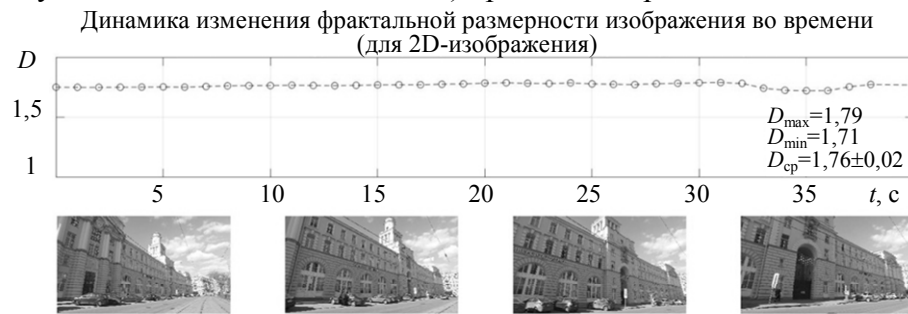 Динамика изменения фрактальной размерности изображения во времени
(для 2D-изображения)
D
1,5
1
D_max=1,79
D_min=1,71
D_ср=1,76±0,02
5 10 15 20 25 30 35 t, с